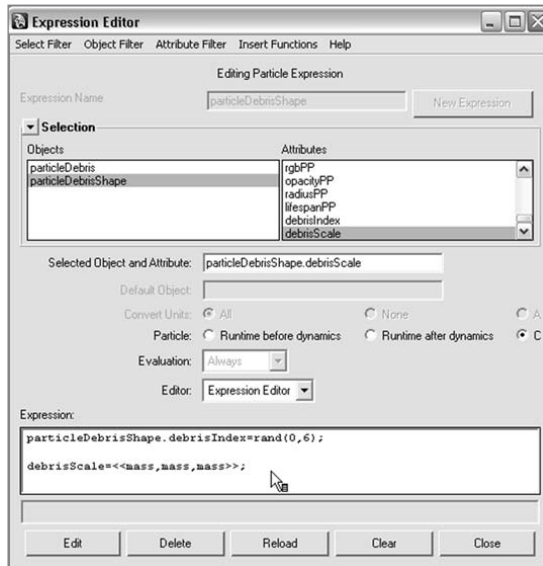 Expression Editor
Select Filter Object Filter Attribute Filter Insert Functions Help
Editing Particle Expression
Expression Name particleDebrisShape New Expression
Selection
Objects Attributes
particleDebris rgbPP
particleDebrisShape opacityPP
radiusPP
lifespanPP
debrisIndex
debrisScale
Selected Object and Attribute: particleDebrisShape.debrisScale
Default Object:
Convert Units: All None A
Particle: Runtime before dynamics Runtime after dynamics C
Evaluation: Always
Editor: Expression Editor
Expression:
particleDebrisShape.debrisIndex=rand(0,6);
debrisScale=<<mass,mass,mass>>;
Edit Delete Reload Clear Close